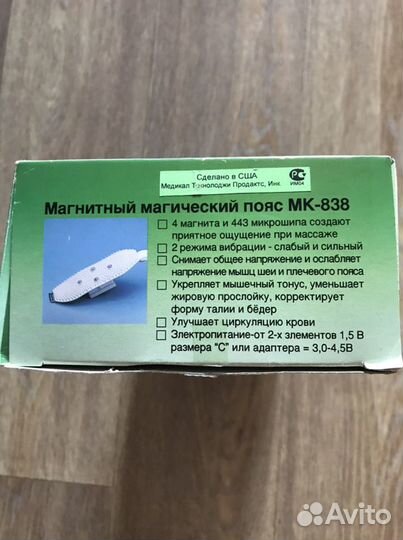 Сделано в США
Медикал Технолоджи Продактс, Инк.
ИМ04
Магнитный магический пояс МК-838
4 магнита и 443 микрошипа создают
приятное ощущение при массаже
2 режима вибрации - слабый и сильный
Снимает общее напряжение и ослабляет
напряжение мышц шеи и плечевого пояса
Укрепляет мышечный тонус, уменьшает
жировую прослойку, корректирует
форму талии и бёдер
Улучшает циркуляцию крови
Электропитание-от 2-х элементов 1,5 В
размера "С" или адаптера = 3,0-4,5В
Avito